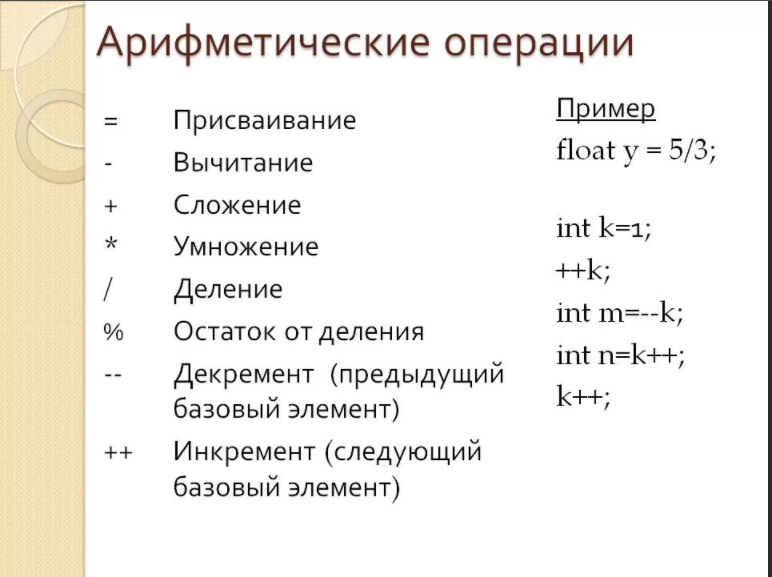 Арифметические операции
= Присваивание
- Вычитание
+ Сложение
* Умножение
/ Деление
% Остаток от деления
-- Декремент (предыдущий
базовый элемент)
++ Инкремент (следующий
базовый элемент)
Пример
float y = 5/3;
int k=1;
++k;
int m=--k;
int n=k++;
k++;